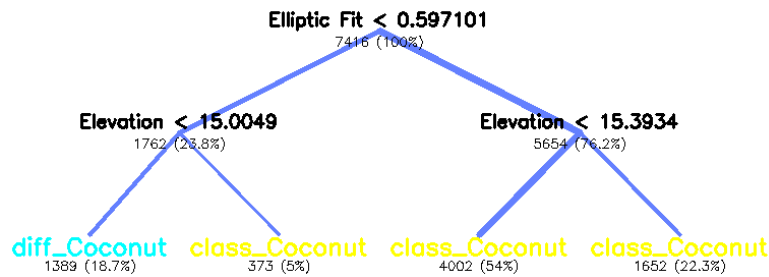 Elliptic Fit < 0.597101
7416 (100%)
Elevation < 15.0049
1762 (23.8%)
Elevation < 15.3934
5654 (76.2%)
diff_Coconut
1389 (18.7%)
class_Coconut
373 (5%)
class_Coconut
4002 (54%)
class_Coconut
1652 (22.3%)